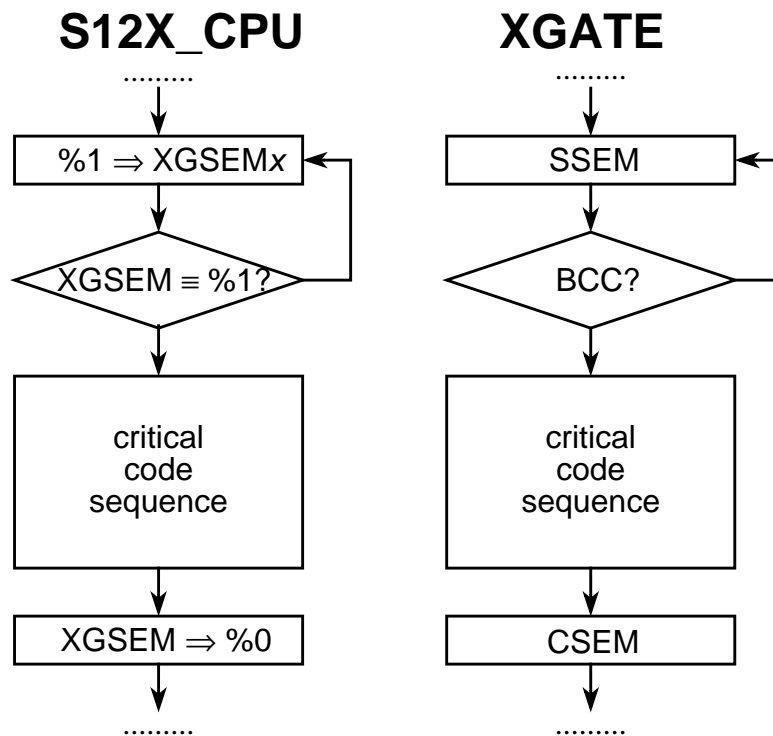 S12X_CPU
.........
%1 ⇒ XGSEMx
XGSEM ≡ %1?
critical
code
sequence
XGSEM ⇒ %0
.........
XGATE
.........
SSEM
BCC?
critical
code
sequence
CSEM
.........